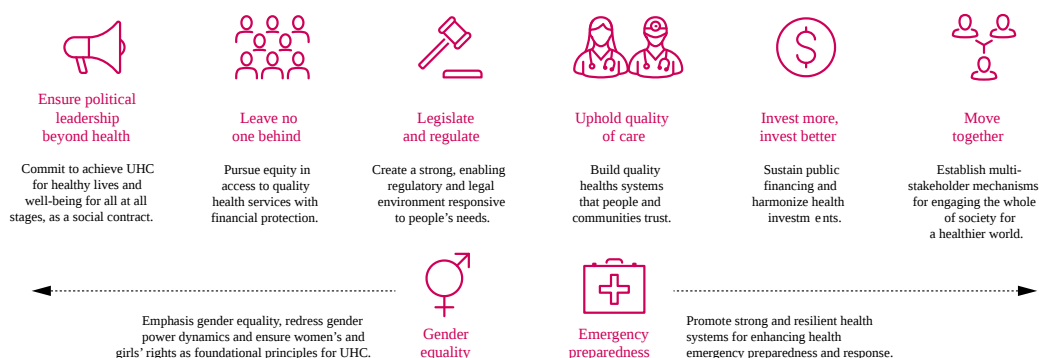 Ensure political
leadership
beyond health
Commit to achieve UHC
for healthy lives and
well-being for all at all
stages, as a social contract.
Leave no
one behind
Pursue equity in
access to quality
health services with
financial protection.
Legislate
and regulate
Create a strong, enabling
regulatory and legal
environment responsive
to people’s needs.
Uphold quality
of care
Build quality
healths systems
that people and
communities trust.
Invest more,
invest better
Sustain public
financing and
harmonize health
investm ents.
Move
together
Establish multi-
stakeholder mechanisms
for engaging the whole
of society for
a healthier world.
Emphasis gender equality, redress gender
power dynamics and ensure women’s and
girls’ rights as foundational principles for UHC.
Gender
equality
Emergency
preparedness
Promote strong and resilient health
systems for enhancing health
emergency preparedness and response.